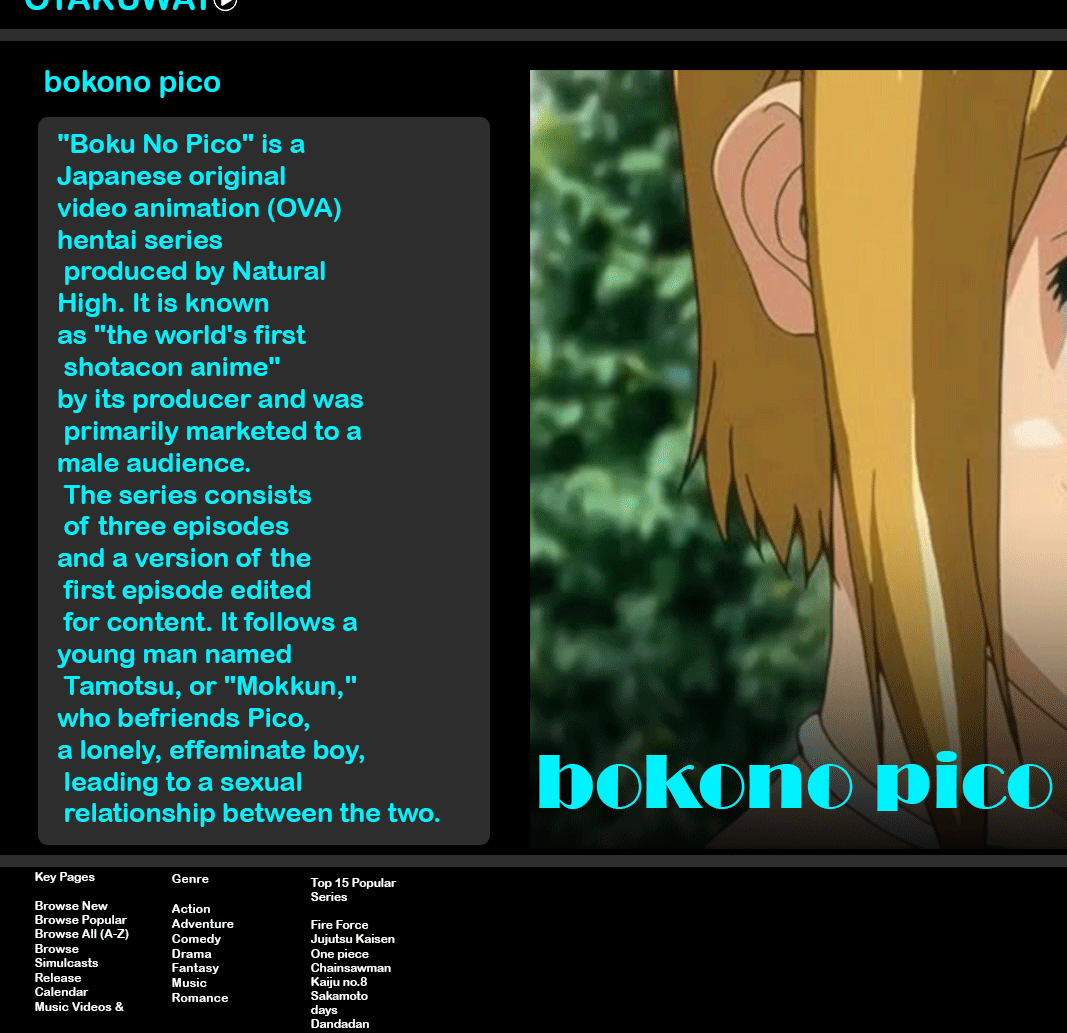 bokono pico
"Boku No Pico" is a
Japanese original
video animation (OVA)
hentai series
produced by Natural
High. It is known
as "the world's first
shotacon anime"
by its producer and was
primarily marketed to a
male audience.
The series consists
of three episodes
and a version of the
first episode edited
for content. It follows a
young man named
Tamotsu, or "Mokkun,"
who befriends Pico,
a lonely, effeminate boy,
leading to a sexual
relationship between the two.
bokono pico
Key Pages
Browse New
Browse Popular
Browse All (A-Z)
Browse
Simulcasts
Release
Calendar
Music Videos &
Genre
Action
Adventure
Comedy
Drama
Fantasy
Music
Romance
Top 15 Popular
Series
Fire Force
Jujutsu Kaisen
One piece
Chainsawman
Kaiju no.8
Sakamoto
days
Dandadan